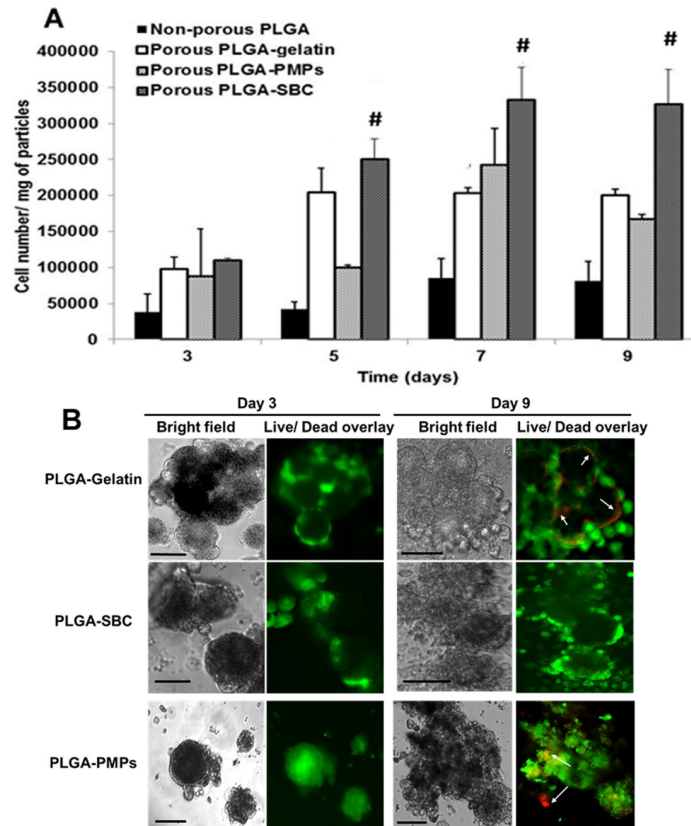 A
Non-porous PLGA
Porous PLGA-gelatin
Porous PLGA-PMPs
Porous PLGA-SBC
400000
350000
300000
250000
200000
150000
100000
50000
0
Cell number/ mg of particles
#
#
#
3 5 7 9
Time (days)
B
Day 3 Day 9
Bright field Live/ Dead overlay Bright field Live/ Dead overlay
PLGA-Gelatin
PLGA-SBC
PLGA-PMPs